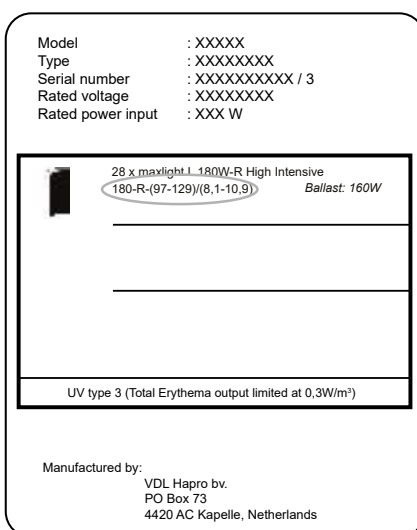 Model : XXXXX
Type : XXXXXXXX
Serial number : XXXXXXXXXX / 3
Rated voltage : XXXXXXXX
Rated power input : XXX W
28 x maxlight L 180W-R High Intensive
180-R-(97-129)/(8,1-10,9) Ballast: 160W
UV type 3 (Total Erythema output limited at 0,3W/m³)
Manufactured by:
VDL Hapro bv.
PO Box 73
4420 AC Kapelle, Netherlands